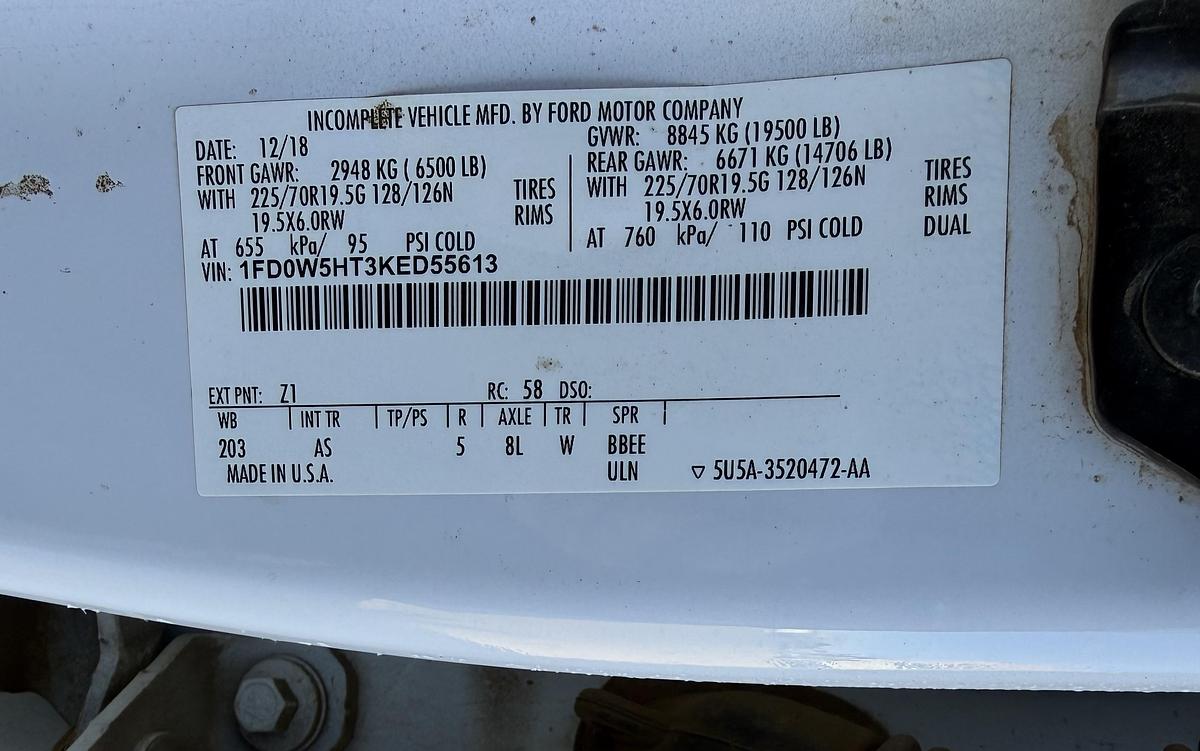 INCOMPLETE VEHICLE MFD. BY FORD MOTOR COMPANY
DATE: 12/18 GVWR: 8845 KG (19500 LB)
FRONT GAWR: 2948 KG ( 6500 LB) REAR GAWR: 6671 KG (14706 LB)
WITH 225/70R19.5G 128/126N TIRES WITH 225/70R19.5G 128/126N TIRES
19.5X6.0RW RIMS 19.5X6.0RW RIMS
AT 655 kPa/ 95 PSI COLD AT 760 kPa/ 110 PSI COLD DUAL
VIN: 1FD0W5HT3KED55613
EXT PNT: Z1 RC: 58 DSO:
WB INT TR TP/PS R AXLE TR SPR
203 AS 5 8L W BBEE
MADE IN U.S.A. ULN ▽ 5U5A-3520472-AA